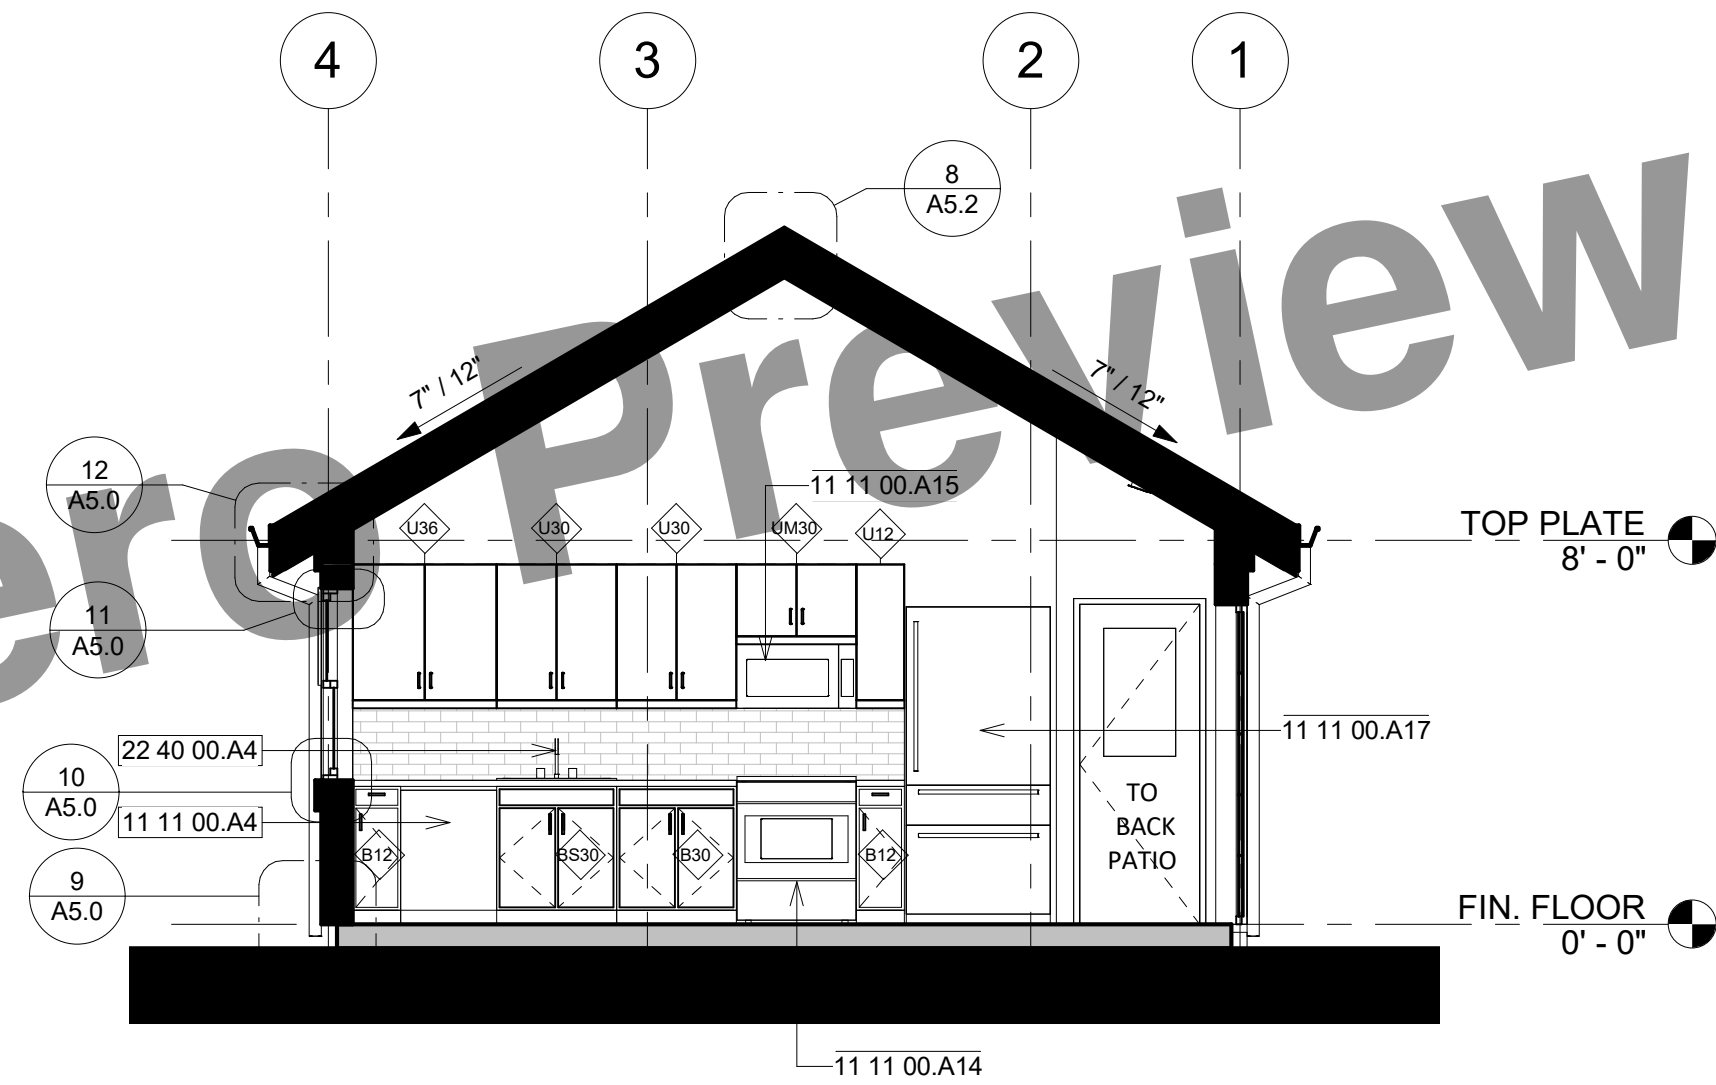 4
3
2
1
8
A5.2
7" / 12"
7" / 12"
12
A5.0
11 11 00.A15
U36
U30
U30
UM30
U12
TOP PLATE
8' - 0"
11
A5.0
ero Preview
22 40 00.A4
11 11 00.A17
10
A5.0
11 11 00.A4
TO
BACK
PATIO
B12
BS30
B30
B12
9
A5.0
FIN. FLOOR
0' - 0"
11 11 00.A14